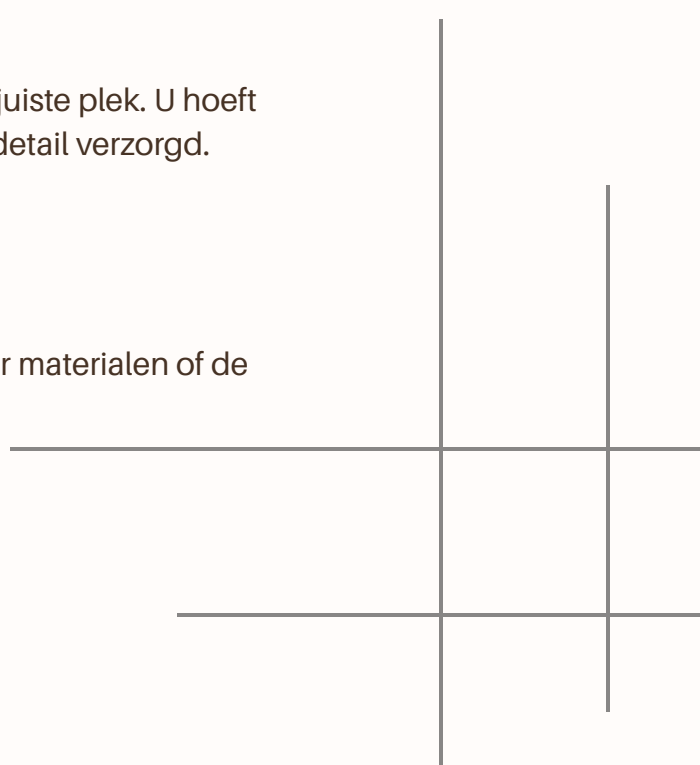 juiste plek. U hoeft
detail verzorgd.
r materialen of de